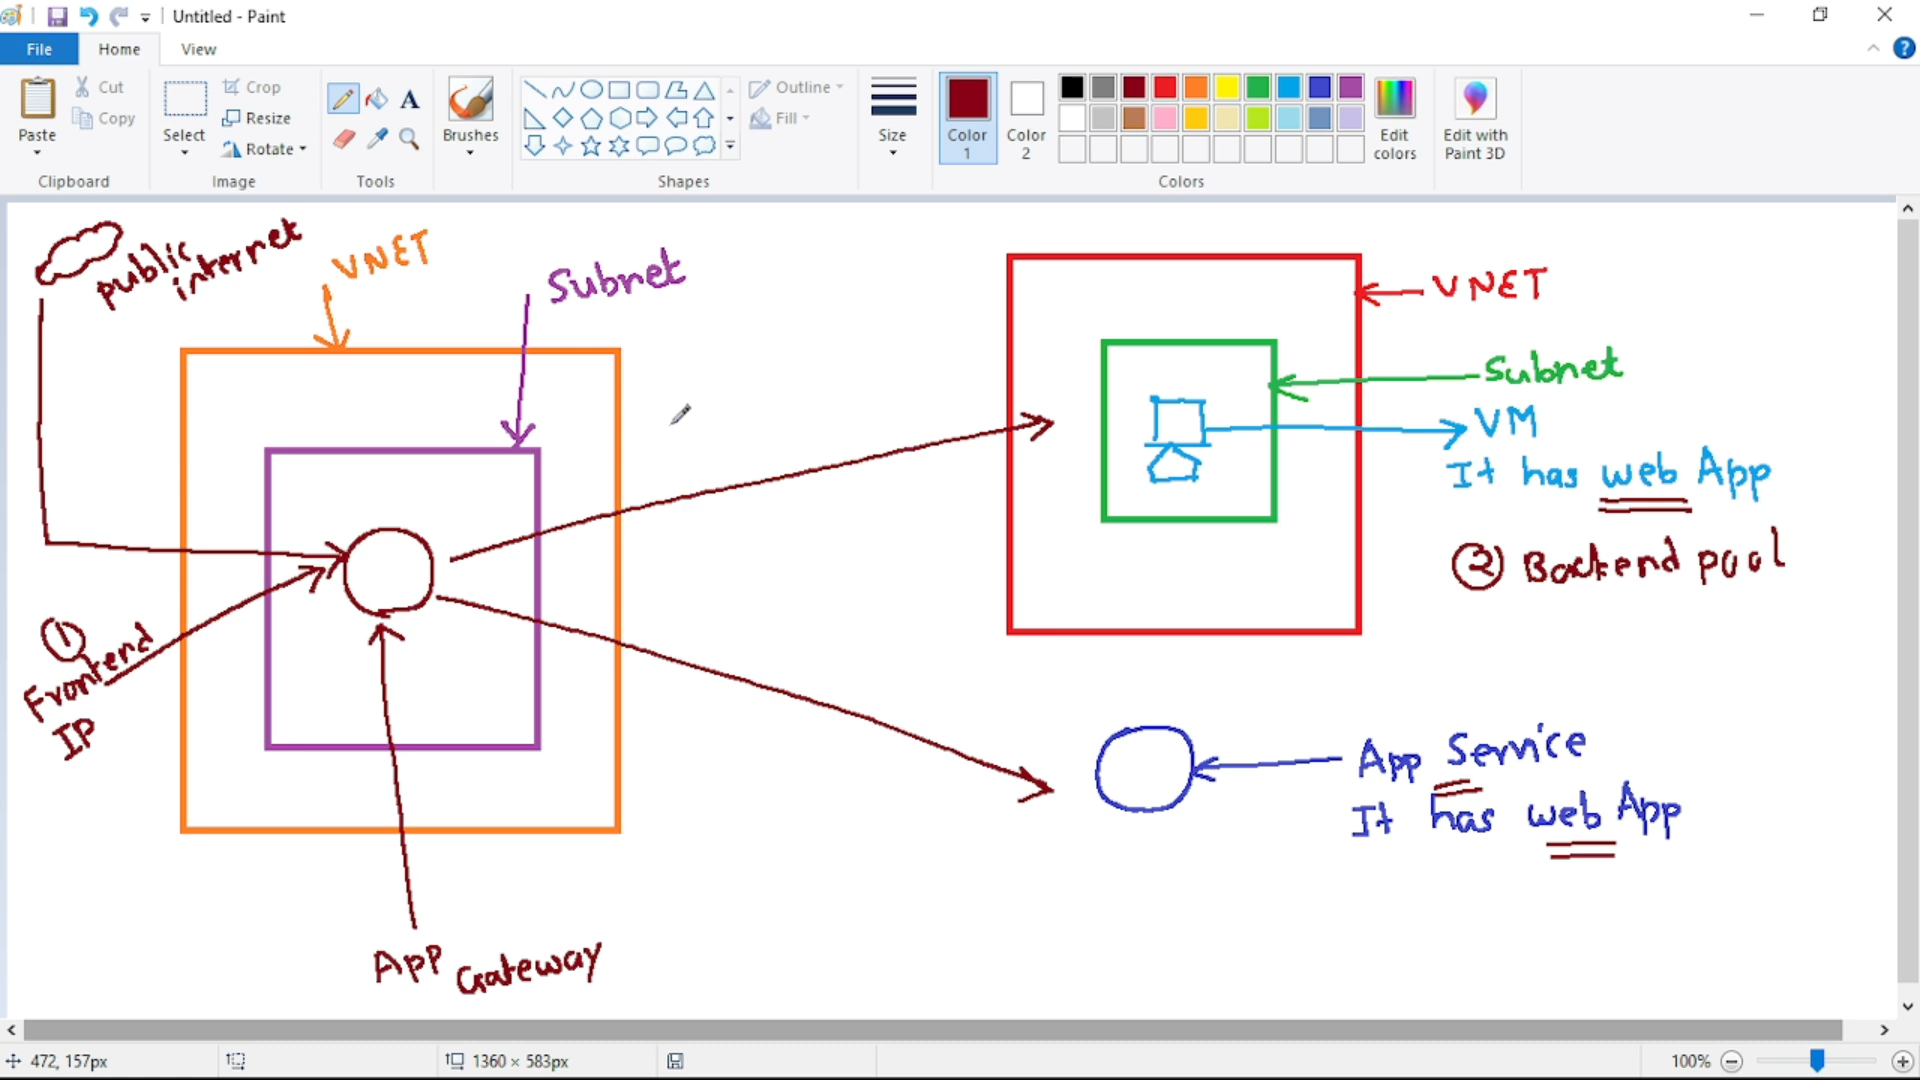 Untitled - Paint
File
Home
View
Paste
Cut
Copy
Clipboard
Select
Crop
Resize
Rotate
Image
A
Tools
Brushes
Shapes
Outline
Fill
Size
Color 1
Color 2
Edit colors
Edit with Paint 3D
Colors
public internet
VNET
Subnet
① Frontend IP
APP Gateway
VNET
Subnet
VM
It has web App
② Backend pool
App Service
It has web App
472, 157px
1360 × 583px
100%